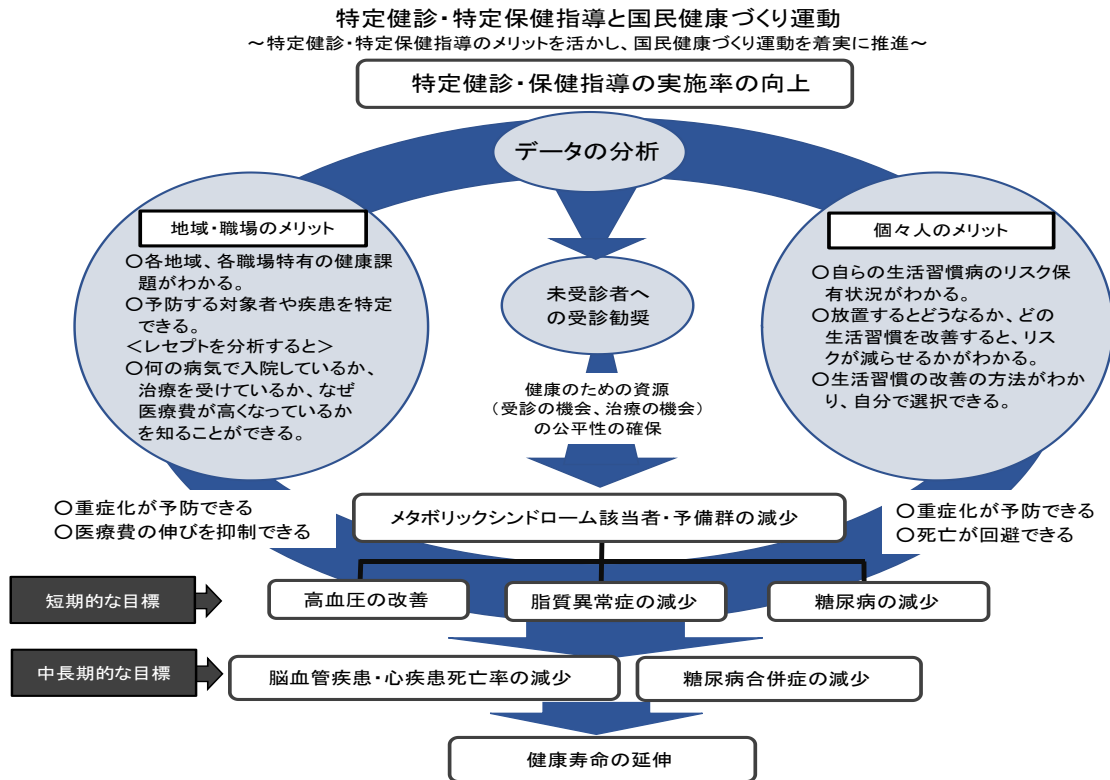 特定健診・特定保健指導と国民健康づくり運動
～特定健診・特定保健指導のメリットを活かし、国民健康づくり運動を着実に推進～
特定健診・保健指導の実施率の向上
データの分析
地域・職場のメリット
○各地域、各職場特有の健康課
題がわかる。
○予防する対象者や疾患を特定
できる。
＜レセプトを分析すると＞
○何の病気で入院しているか、
治療を受けているか、なぜ
医療費が高くなっているか
を知ることができる。
未受診者へ
の受診勧奨
健康のための資源
（受診の機会、治療の機会）
の公平性の確保
個々人のメリット
○自らの生活習慣病のリスク保
有状況がわかる。
○放置するとどうなるか、どの
生活習慣を改善すると、リス
クが減らせるかがわかる。
○生活習慣の改善の方法がわか
り、自分で選択できる。
○重症化が予防できる
○医療費の伸びを抑制できる
メタボリックシンドローム該当者・予備群の減少
○重症化が予防できる
○死亡が回避できる
短期的な目標
高血圧の改善
脂質異常症の減少
糖尿病の減少
中長期的な目標
脳血管疾患・心疾患死亡率の減少
糖尿病合併症の減少
健康寿命の延伸